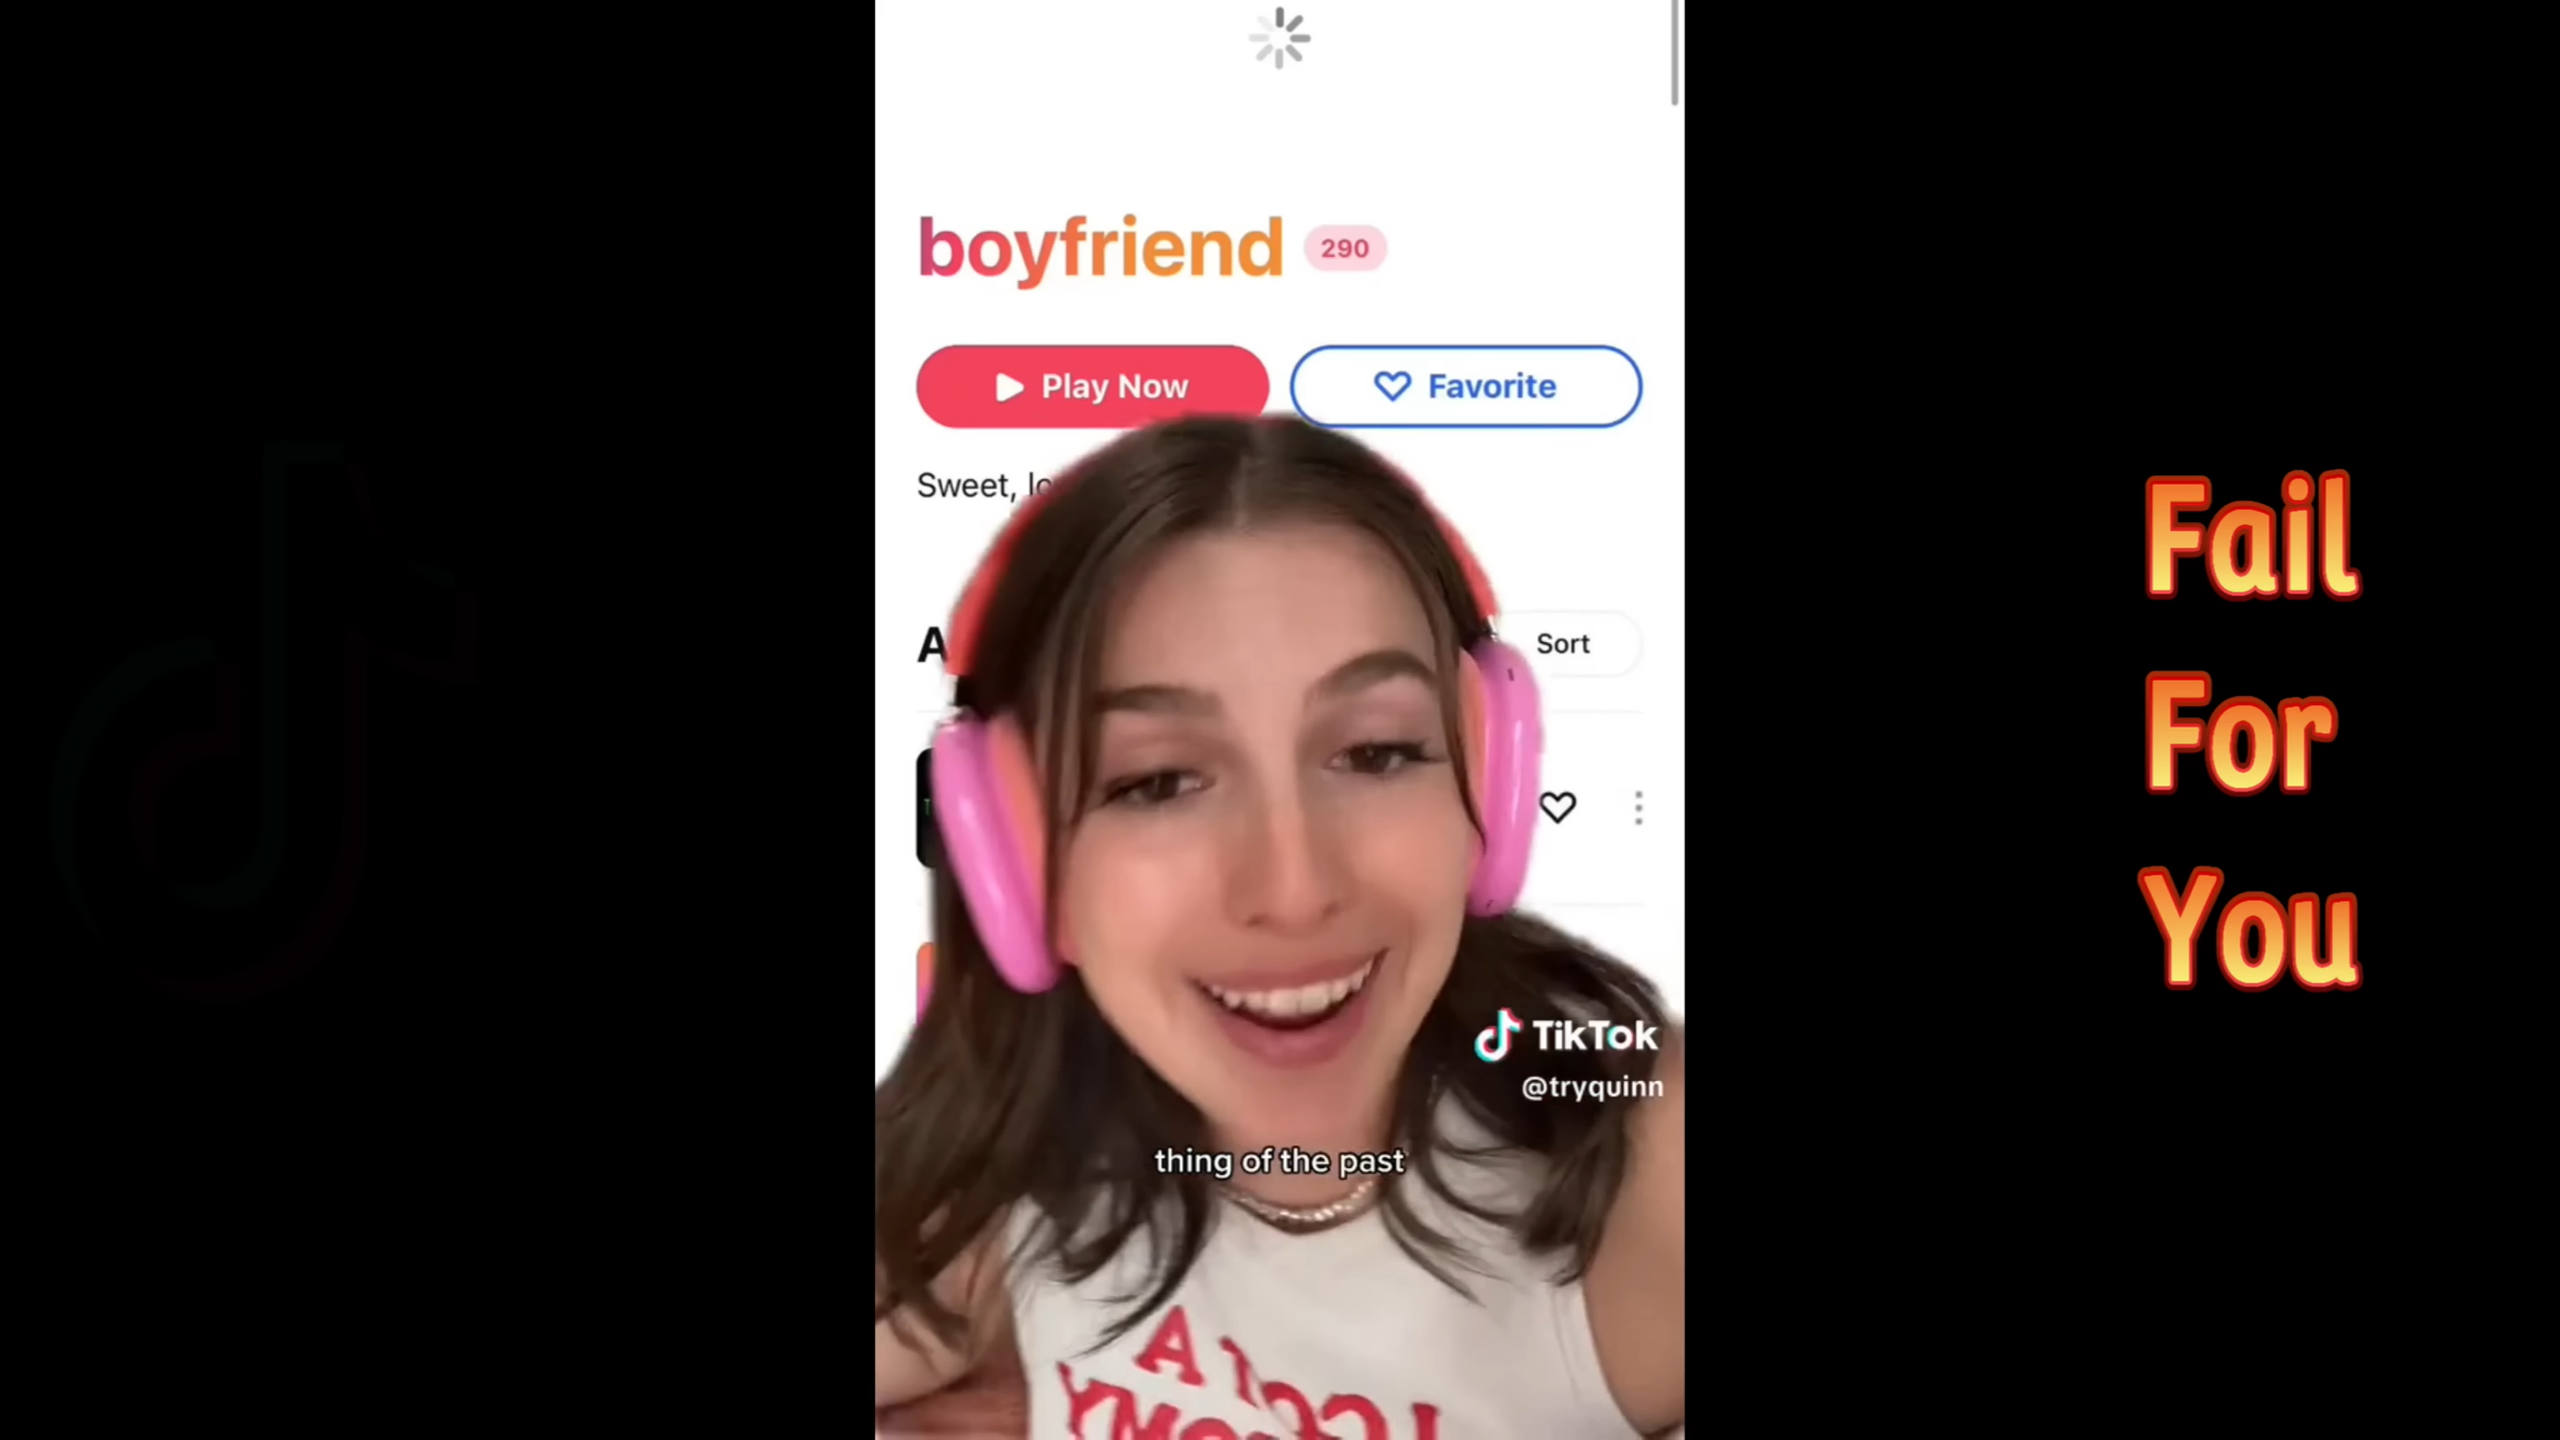 boyfriend 290
Play Now
Favorite
Sweet,
Sort
TikTok
@tryquinn
thing of the past
Fail
For
You